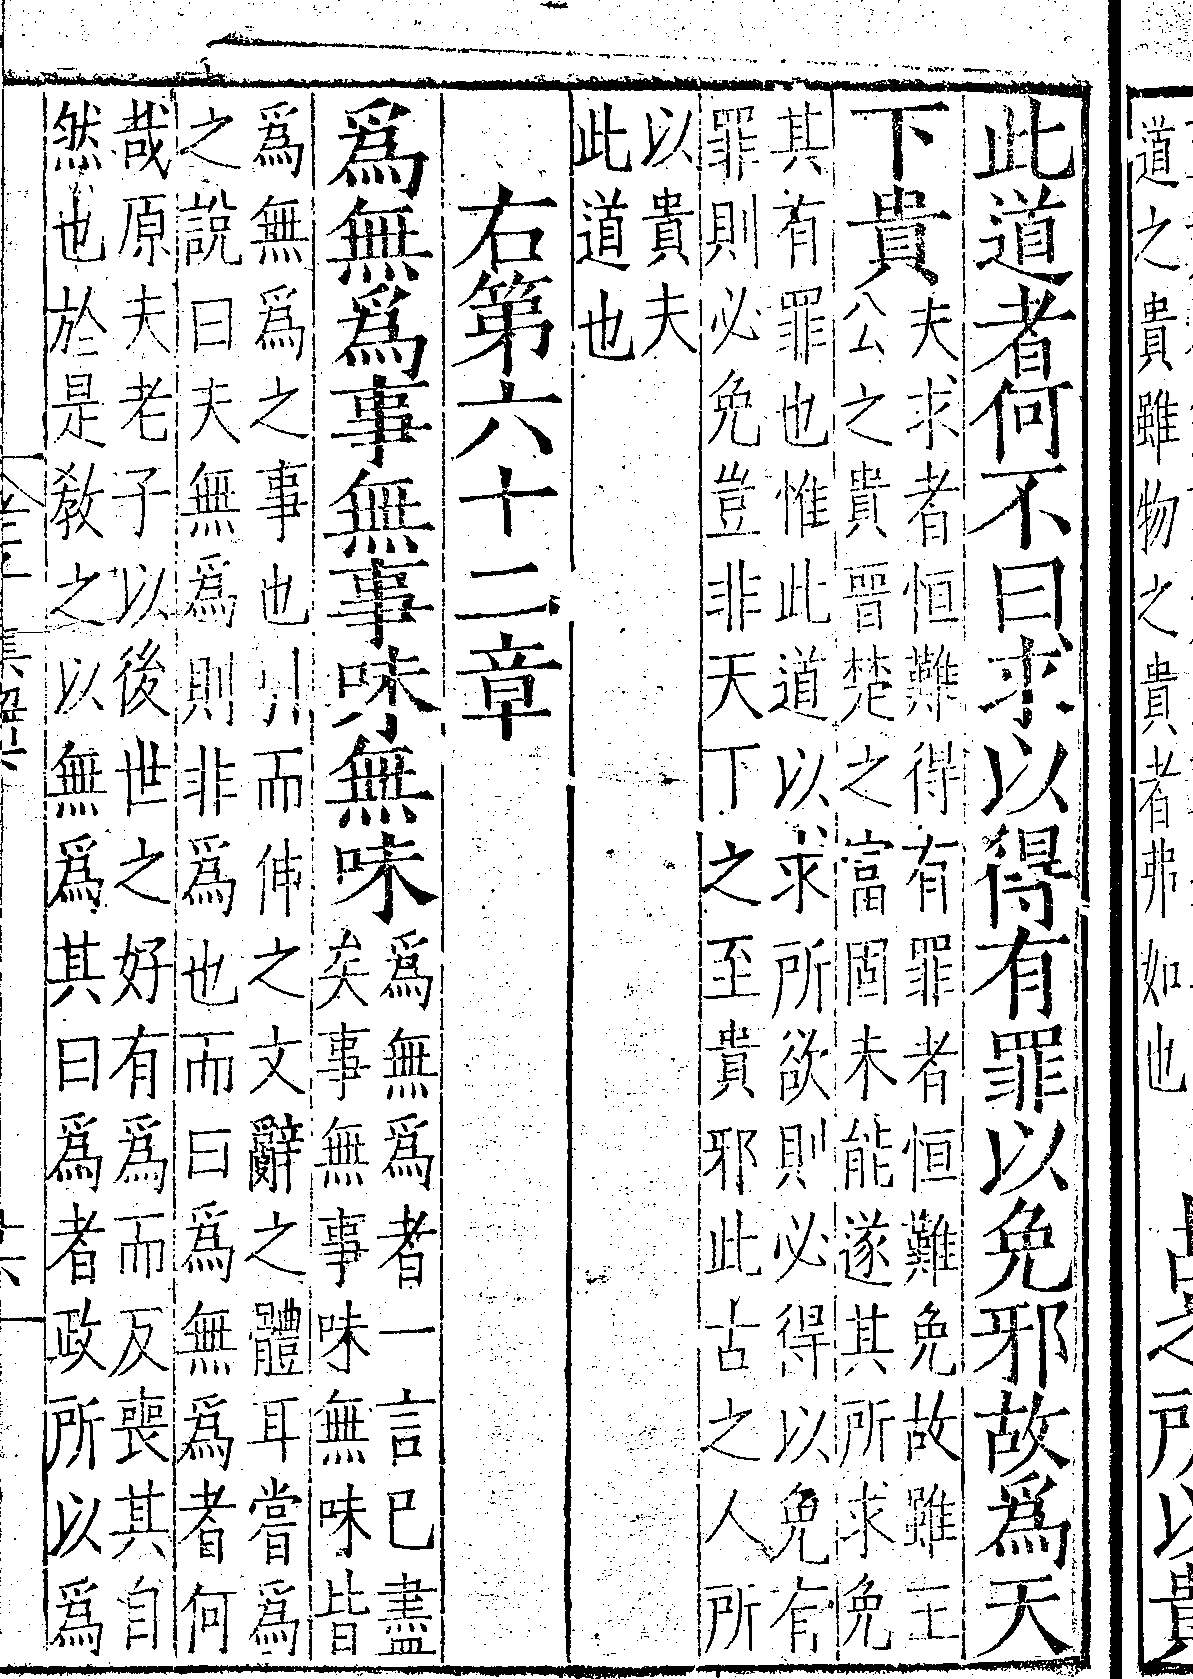 道之貴雖物之貴者弗如也
古之所以貴
此道者何不曰求以得有罪以免邪故爲天
下貴
夫求者恒難得有罪者恒難免故雖王
公之貴晉楚之富固未能遂其所求免
其有罪也惟此道以求所欲則必得以免有
罪則必免豈非天下之至貴邪此古之人所
以貴夫
此道也
右第六十二章
爲無爲事無事味無味
爲無爲者一言已盡
矣事無事味無味皆
爲無爲之事也引而伸之文辭之體耳嘗爲
之說曰夫無爲則非爲也而曰爲無爲者何
哉原夫老子以後世之好有爲而反喪其自
然也於是敎之以無爲其曰爲者政所以爲